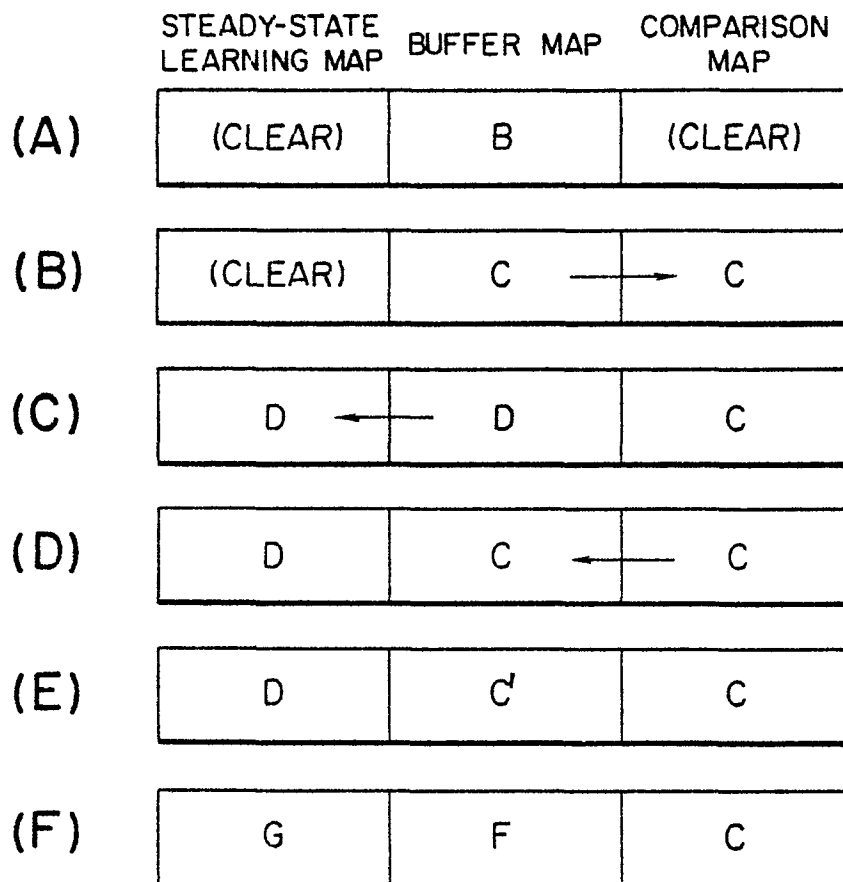 STEADY-STATE LEARNING MAP BUFFER MAP COMPARISON MAP
(A) (CLEAR) B (CLEAR)
(B) (CLEAR) C C
(C) D D C
(D) D C C
(E) D C' C
(F) G F C